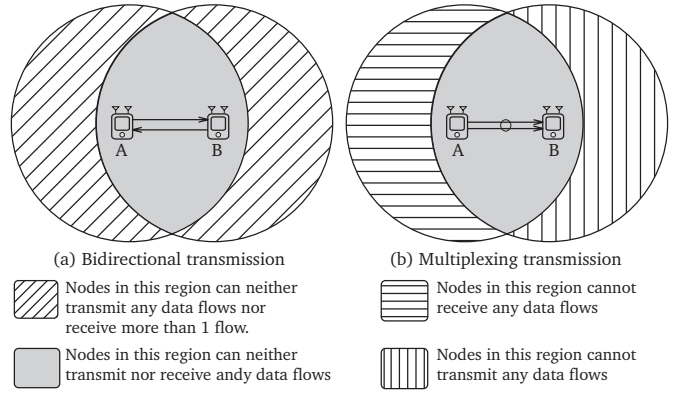 A B
A B
(a) Bidirectional transmission
(b) Multiplexing transmission
Nodes in this region can neither
transmit any data flows nor
receive more than 1 flow.
Nodes in this region cannot
receive any data flows
Nodes in this region can neither
transmit nor receive andy data flows
Nodes in this region cannot
transmit any data flows